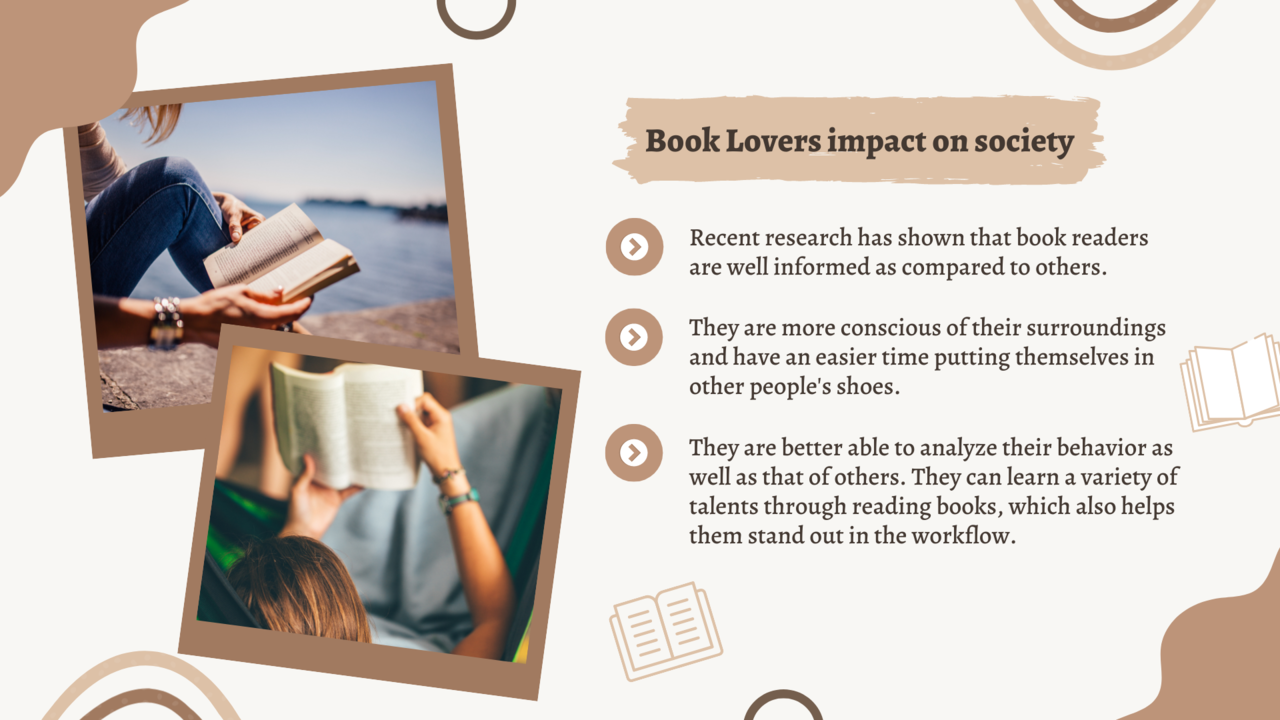 Book Lovers impact on society
Recent research has shown that book readers
are well informed as compared to others.
They are more conscious of their surroundings
and have an easier time putting themselves in
other people's shoes.
They are better able to analyze their behavior as
well as that of others. They can learn a variety of
talents through reading books, which also helps
them stand out in the workflow.